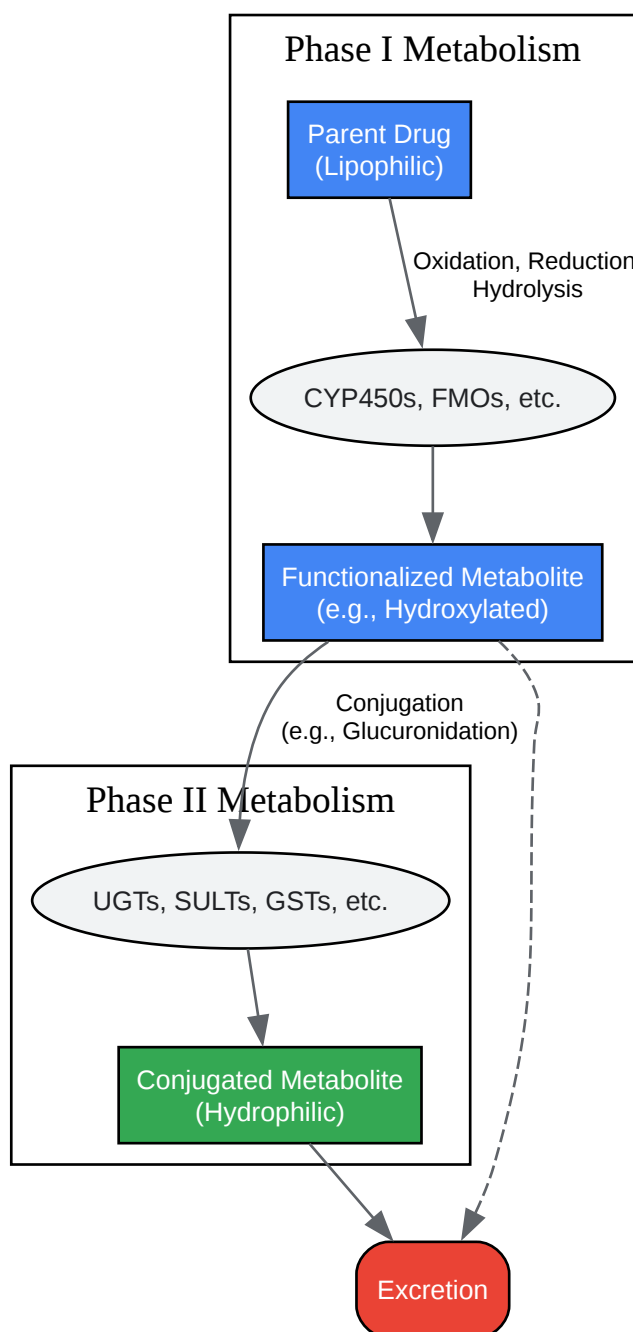 Phase I Metabolism
Parent Drug
(Lipophilic)
Oxidation, Reduction
Hydrolysis
CYP450s, FMOs, etc.
Functionalized Metabolite
(e.g., Hydroxylated)
Conjugation
(e.g., Glucuronidation)
Phase II Metabolism
UGTs, SULTs, GSTs, etc.
Conjugated Metabolite
(Hydrophilic)
Excretion